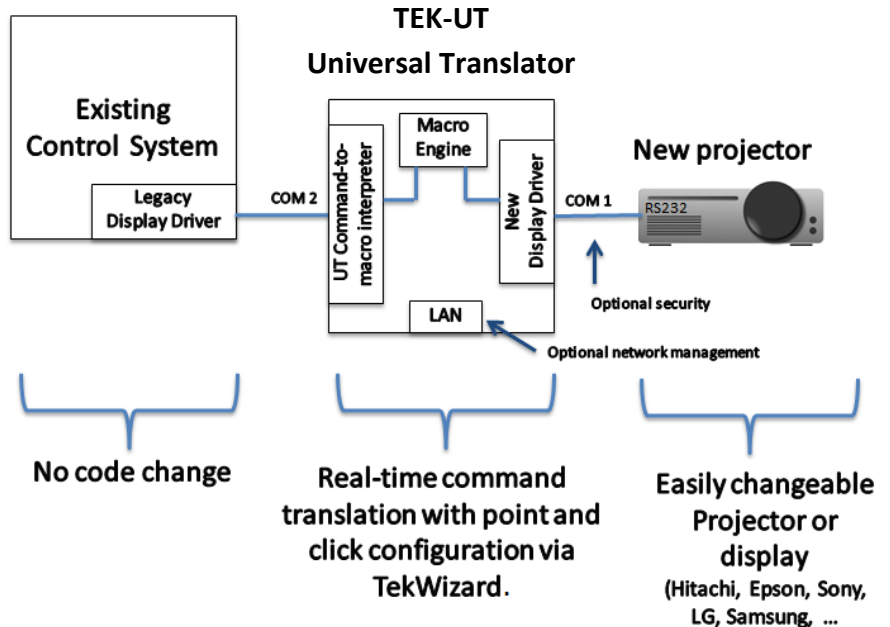 TEK-UT
Universal Translator
Existing
Control System
Legacy
Display Driver
COM 2
UT Command-to-
macro interpreter
Macro
Engine
New
Display Driver
LAN
COM 1
New projector
RS232
Optional security
Optional network management
No code change
Real-time command
translation with point and
click configuration via
TekWizard.
Easily changeable
Projector or
display
(Hitachi, Epson, Sony,
LG, Samsung, ...